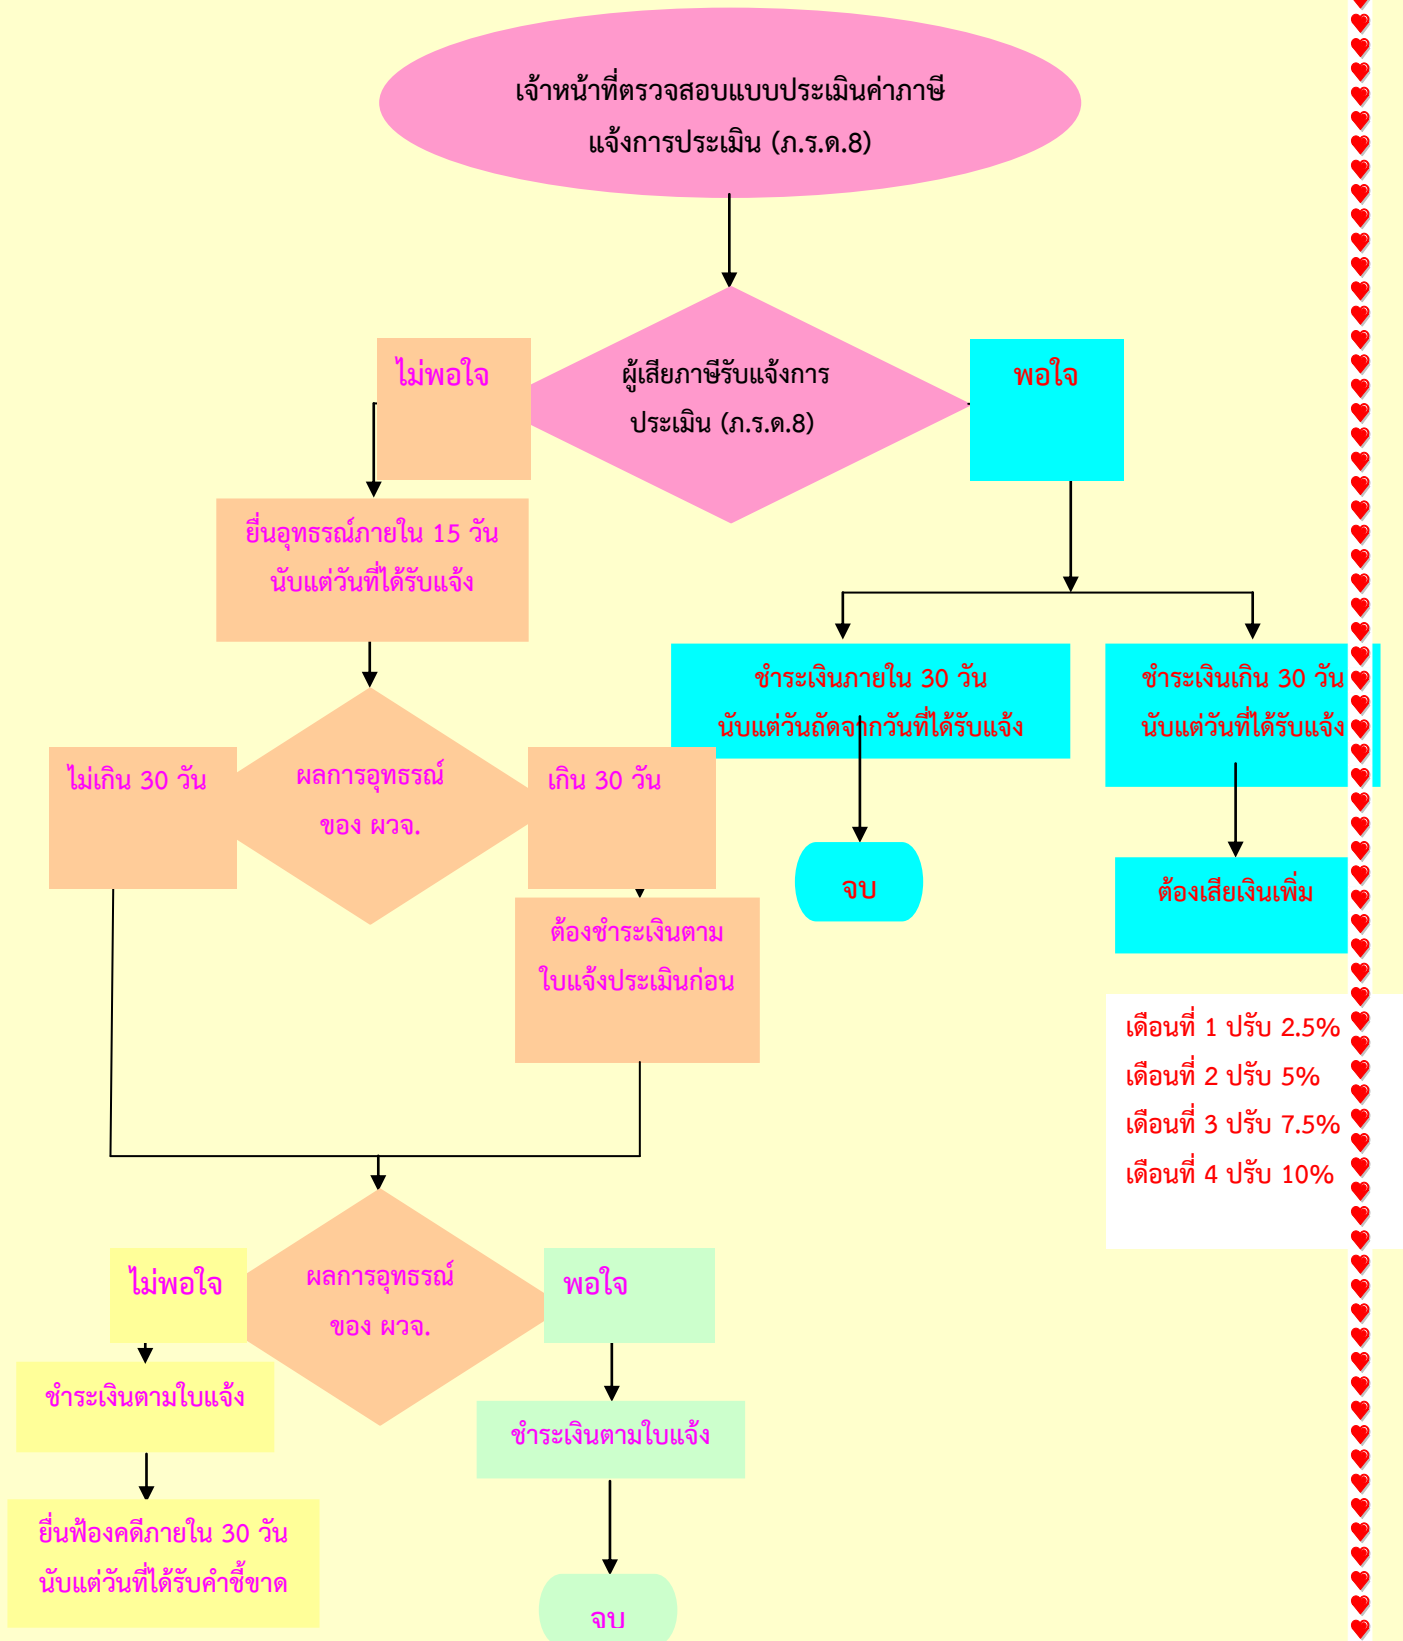 เจ้าหน้าที่ตรวจสอบแบบประเมินค่าภาษี
แจ้งการประเมิน (ภ.ร.ด.8)
ผู้เสียภาษีรับแจ้งการ
ประเมิน (ภ.ร.ด.8)
ไม่พอใจ
พอใจ
ยื่นอุทธรณ์ภายใน 15 วัน
นับแต่วันที่ได้รับแจ้ง
ชำระเงินภายใน 30 วัน
นับแต่วันถัดจากวันที่ได้รับแจ้ง
ชำระเงินเกิน 30 วัน
นับแต่วันที่ได้รับแจ้ง
ไม่เกิน 30 วัน
ผลการอุทธรณ์
ของ ผวจ.
เกิน 30 วัน
จบ
ต้องเสียเงินเพิ่ม
ต้องชำระเงินตาม
ใบแจ้งประเมินก่อน
เดือนที่ 1 ปรับ 2.5%
เดือนที่ 2 ปรับ 5%
เดือนที่ 3 ปรับ 7.5%
เดือนที่ 4 ปรับ 10%
ไม่พอใจ
ผลการอุทธรณ์
ของ ผวจ.
พอใจ
ชำระเงินตามใบแจ้ง
ชำระเงินตามใบแจ้ง
ยื่นฟ้องคดีภายใน 30 วัน
นับแต่วันที่ได้รับคำชี้ขาด
จบ